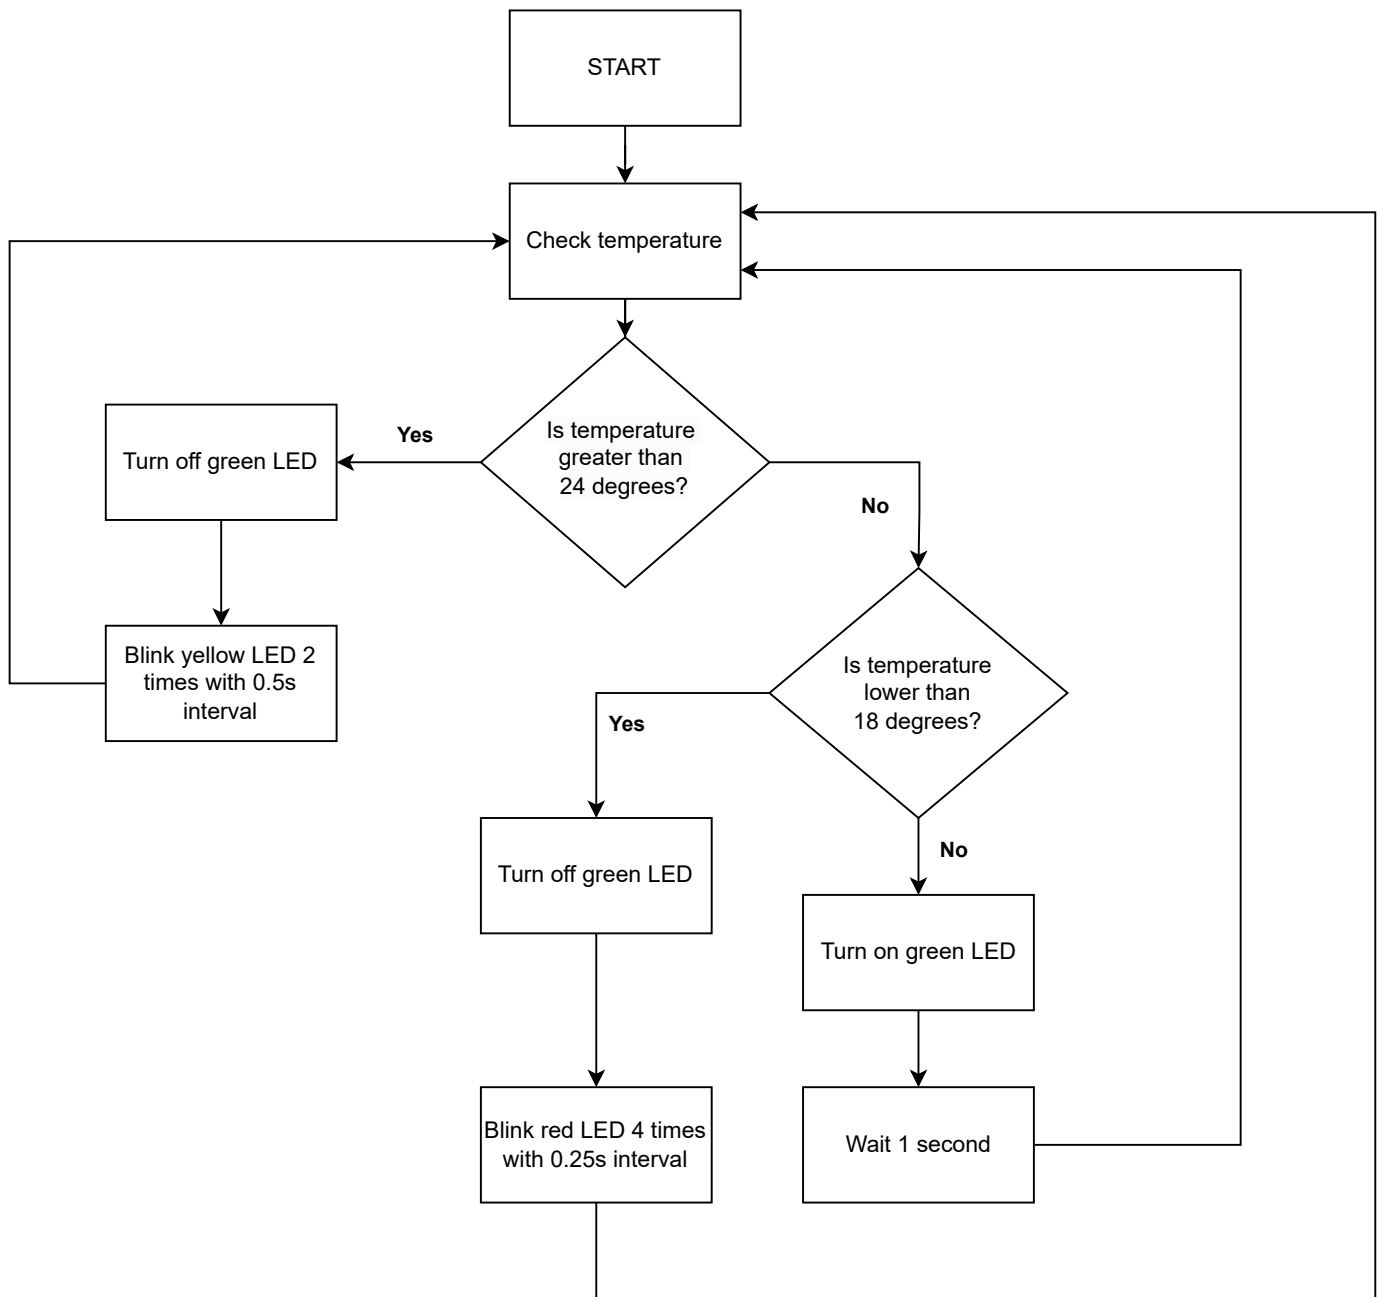 START
Check temperature
Is temperature
greater than
24 degrees?
Yes
No
Turn off green LED
Blink yellow LED 2
times with 0.5s
interval
Is temperature
lower than
18 degrees?
Yes
No
Turn off green LED
Turn on green LED
Blink red LED 4 times
with 0.25s interval
Wait 1 second